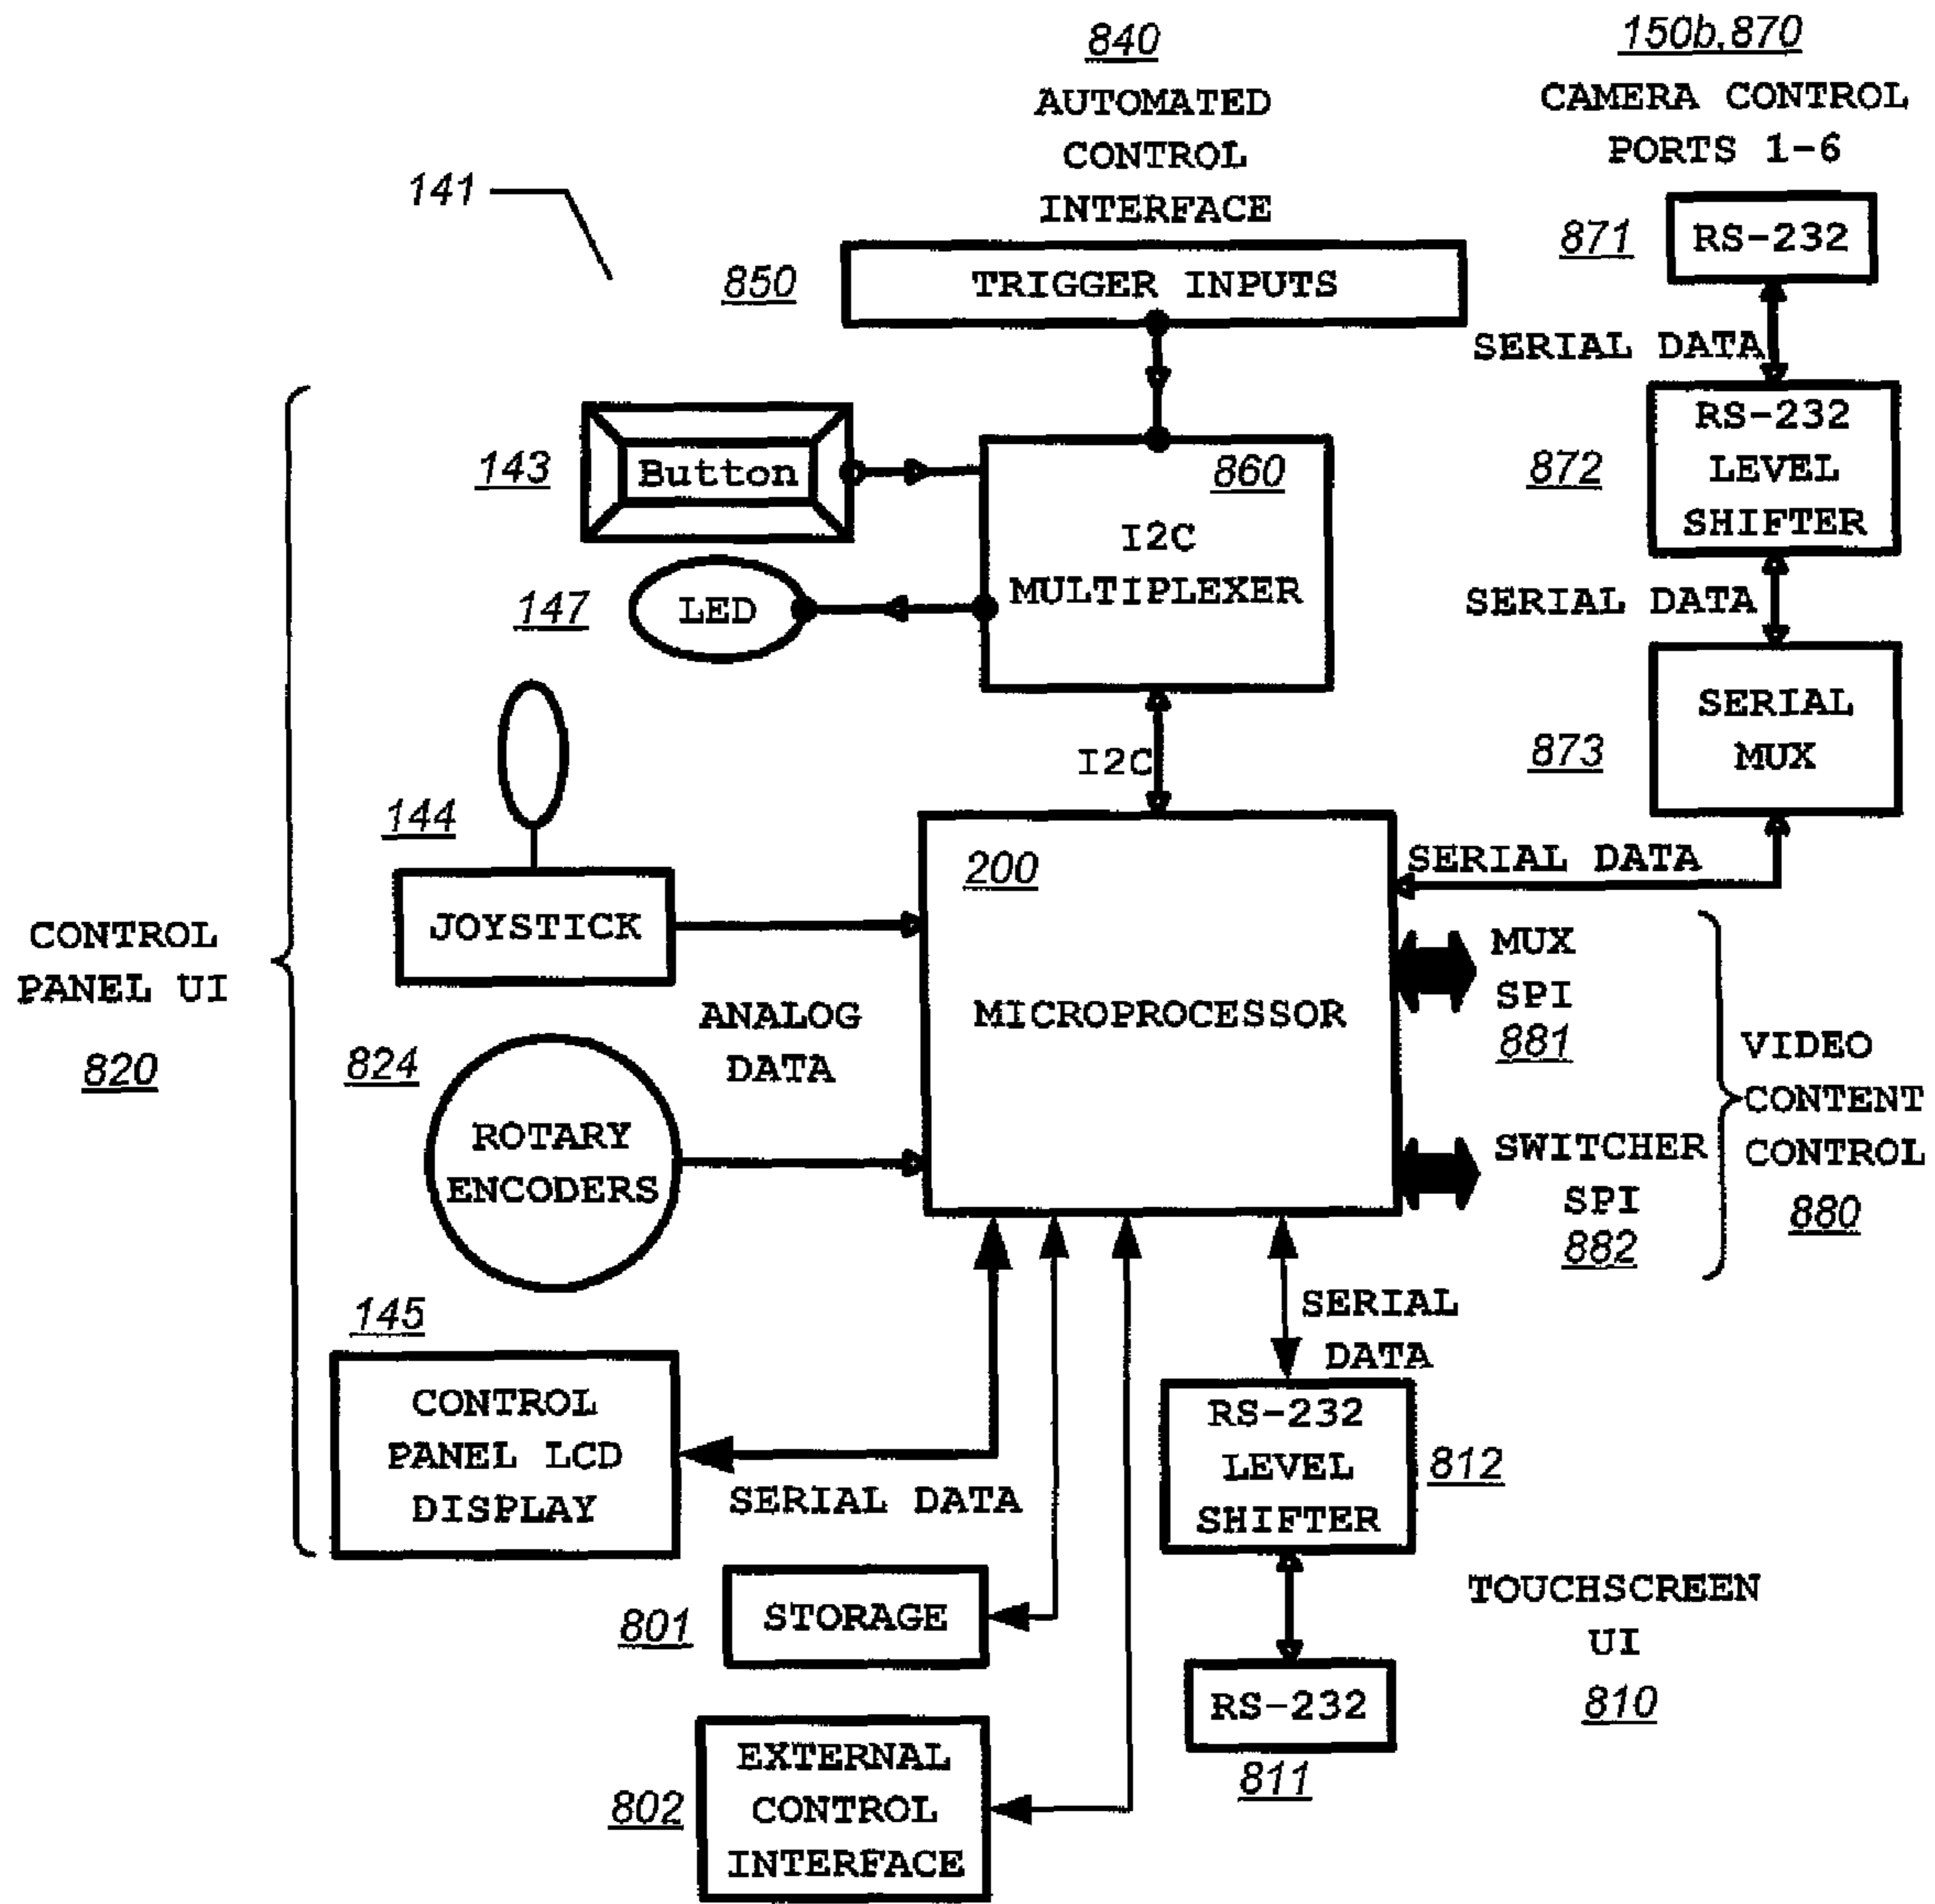 840
AUTOMATED
CONTROL
INTERFACE
150b,870
CAMERA CONTROL
PORTS 1-6
141
850
TRIGGER INPUTS
871
RS-232
SERIAL DATA
143
Button
860
I2C
MULTIPLEXER
872
RS-232
LEVEL
SHIFTER
147
LED
SERIAL DATA
I2C
873
SERIAL
MUX
144
JOYSTICK
200
MICROPROCESSOR
SERIAL DATA
CONTROL
PANEL UI
820
ANALOG
DATA
MUX
SPI
881
VIDEO
CONTENT
CONTROL
880
824
ROTARY
ENCODERS
SWITCHER
SPI
882
145
CONTROL
PANEL LCD
DISPLAY
SERIAL DATA
SERIAL
DATA
RS-232
LEVEL
SHIFTER
812
801
STORAGE
TOUCHSCREEN
UI
810
RS-232
811
802
EXTERNAL
CONTROL
INTERFACE